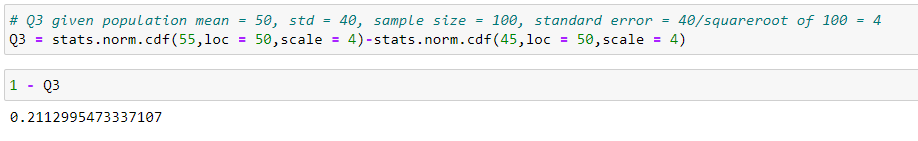 # Q3 given population mean = 50, std = 40, sample size = 100, standard error = 40/squareroot of 100 = 4
Q3 = stats.norm.cdf(55,loc = 50,scale = 4)-stats.norm.cdf(45,loc = 50,scale = 4)
1 - Q3
0.2112995473337107